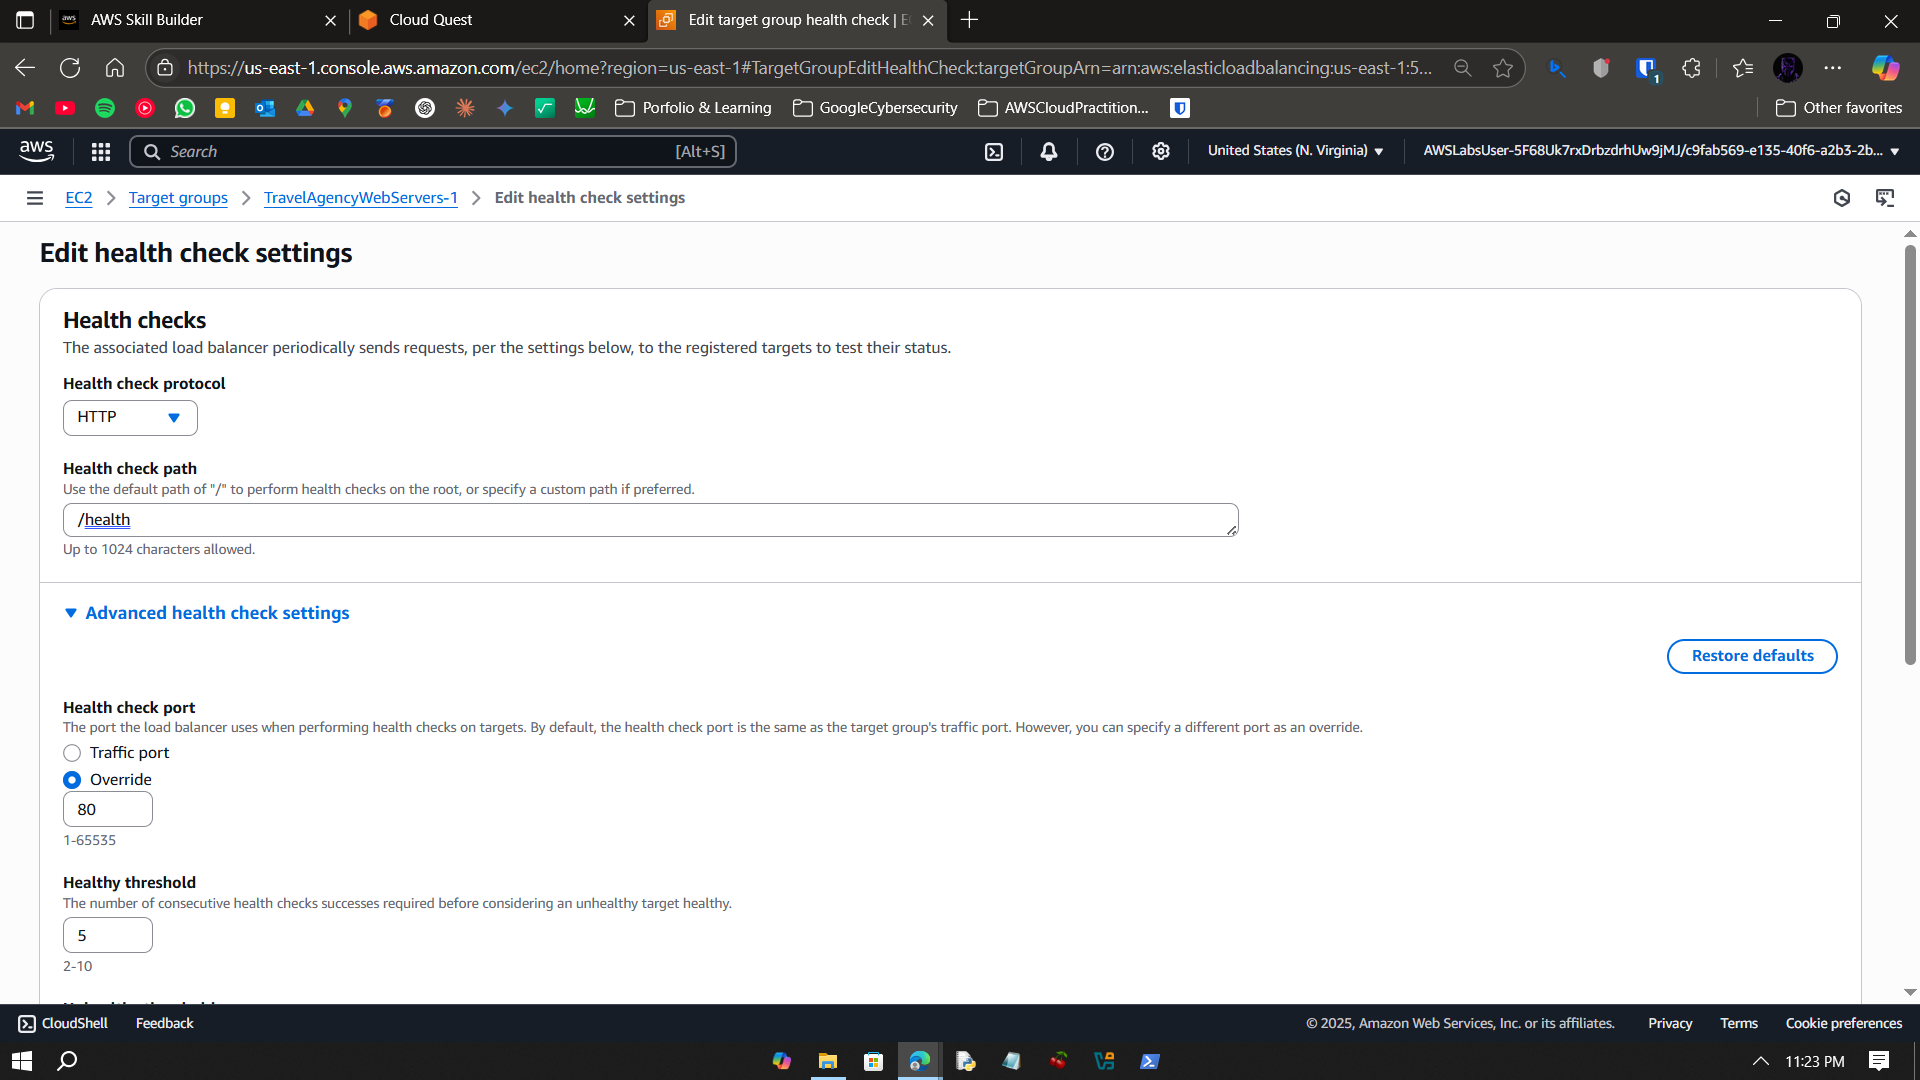 AWS Skill Builder
Cloud Quest
Edit target group health check | E
https://us-east-1.console.aws.amazon.com/ec2/home?region=us-east-1#TargetGroupEditHealthCheck:targetGroupArn=arn:aws:elasticloadbalancing:us-east-1:5...
1
Porfolio & Learning
GoogleCybersecurity
AWSCloudPractition...
Other favorites
aws
Search
[Alt+S]
United States (N. Virginia)
AWSLabsUser-5F68Uk7rxDrbzdrhUw9jMJ/c9fab569-e135-40f6-a2b3-2b...
EC2
Target groups
TravelAgencyWebServers-1
Edit health check settings
Edit health check settings
Health checks
The associated load balancer periodically sends requests, per the settings below, to the registered targets to test their status.
Health check protocol
HTTP
Health check path
Use the default path of "/" to perform health checks on the root, or specify a custom path if preferred.
/health
Up to 1024 characters allowed.
Advanced health check settings
Restore defaults
Health check port
The port the load balancer uses when performing health checks on targets. By default, the health check port is the same as the target group's traffic port. However, you can specify a different port as an override.
Traffic port
Override
80
1-65535
Healthy threshold
The number of consecutive health checks successes required before considering an unhealthy target healthy.
5
2-10
CloudShell
Feedback
© 2025, Amazon Web Services, Inc. or its affiliates.
Privacy
Terms
Cookie preferences
11:23 PM